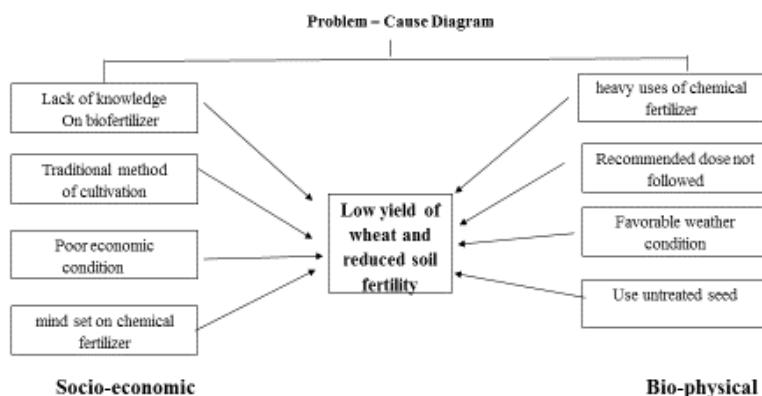 Problem – Cause Diagram
Lack of knowledge
On biofertilizer
Traditional method
of cultivation
Poor economic
condition
mind set on chemical
fertilizer
Low yield of
wheat and
reduced soil
fertility
heavy uses of chemical
fertilizer
Recommended dose not
followed
Favorable weather
condition
Use untreated seed
Socio-economic
Bio-physical